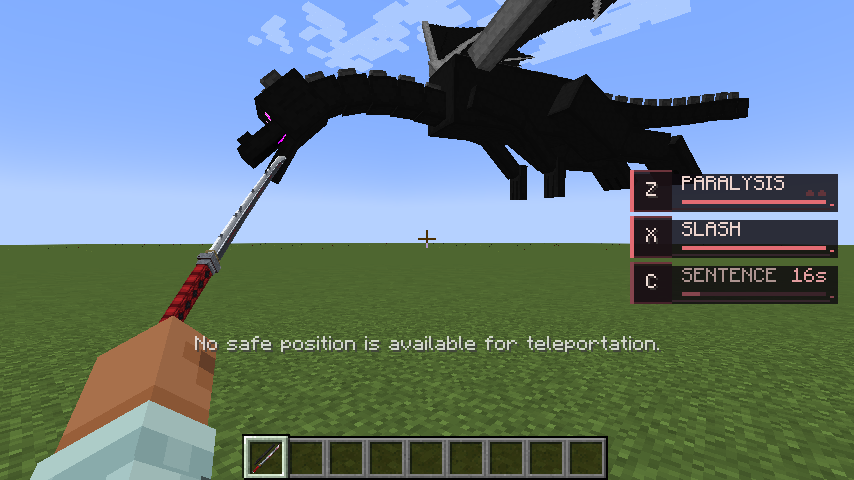 Z PARALYSIS
X SLASH
C SENTENCE 16s
No safe position is available for teleportation.